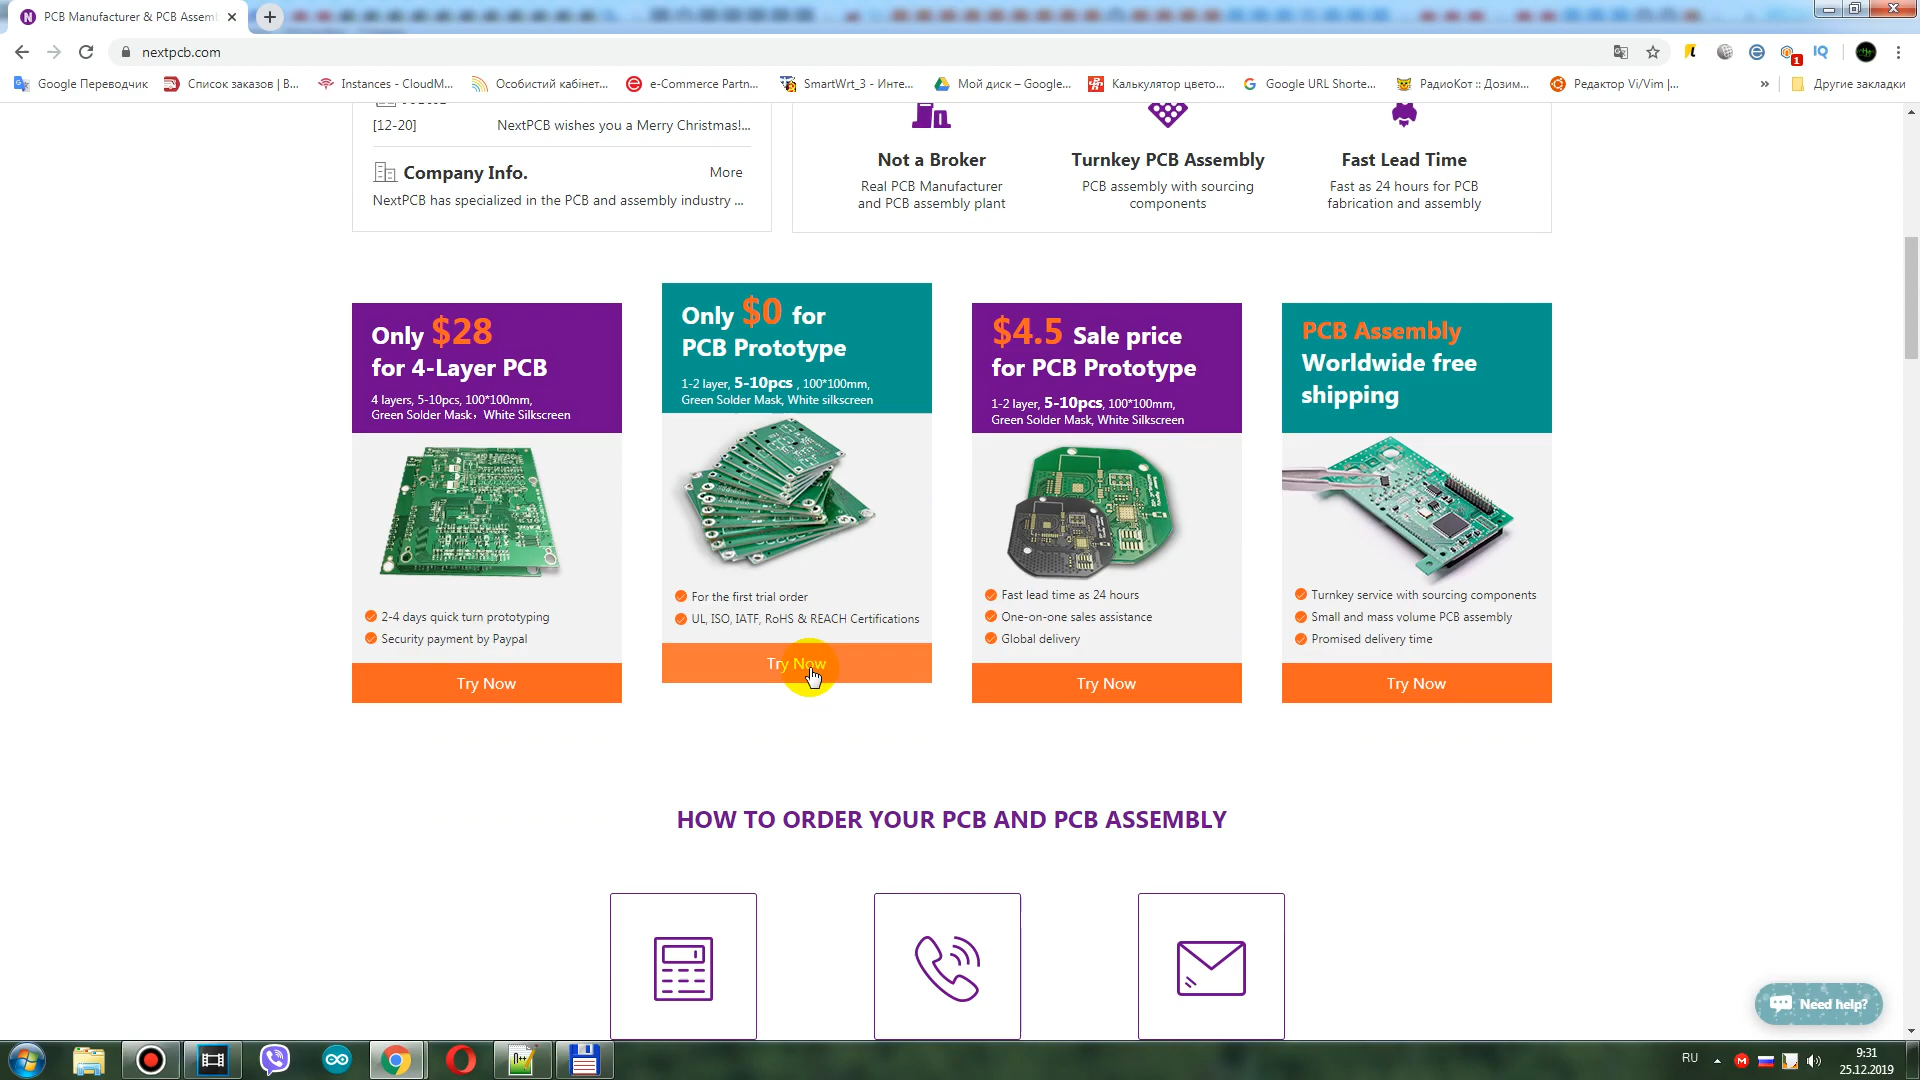 PCB Manufacturer & PCB Assem
nextpcb.com
Google Переводчик
Список заказов | B...
Instances - CloudM...
Особистий кабінет...
e-Commerce Partn...
SmartWrt_3 - Инте...
Мой диск – Google...
Калькулятор цвето...
Google URL Shorte...
РадиоКот :: Дозим...
Редактор Vi/Vim |...
»
Другие закладки
[12-20] NextPCB wishes you a Merry Christmas!...
Company Info. More
NextPCB has specialized in the PCB and assembly industry ...
Not a Broker
Real PCB Manufacturer
and PCB assembly plant
Turnkey PCB Assembly
PCB assembly with sourcing
components
Fast Lead Time
Fast as 24 hours for PCB
fabrication and assembly
Only $28
for 4-Layer PCB
4 layers, 5-10pcs, 100*100mm,
Green Solder Mask, White Silkscreen
2-4 days quick turn prototyping
Security payment by Paypal
Try Now
Only $0 for
PCB Prototype
1-2 layer, 5-10pcs , 100*100mm,
Green Solder Mask, White silkscreen
For the first trial order
UL, ISO, IATF, RoHS & REACH Certifications
Try Now
$4.5 Sale price
for PCB Prototype
1-2 layer, 5-10pcs, 100*100mm,
Green Solder Mask, White Silkscreen
Fast lead time as 24 hours
One-on-one sales assistance
Global delivery
Try Now
PCB Assembly
Worldwide free
shipping
Turnkey service with sourcing components
Small and mass volume PCB assembly
Promised delivery time
Try Now
HOW TO ORDER YOUR PCB AND PCB ASSEMBLY
Need help?
RU
9:31
25.12.2019